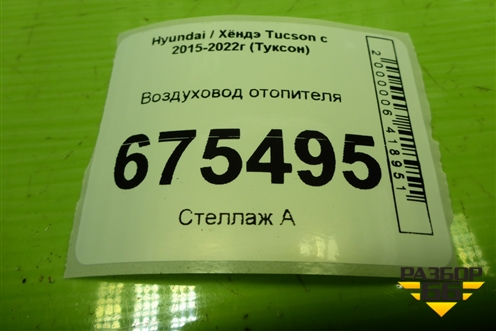 Hyundai / Хёндэ Tucson с
2015-2022г (Туксон)
Воздуховод отопителя
675495
Стеллаж А
2000006418951
РАЗБОР